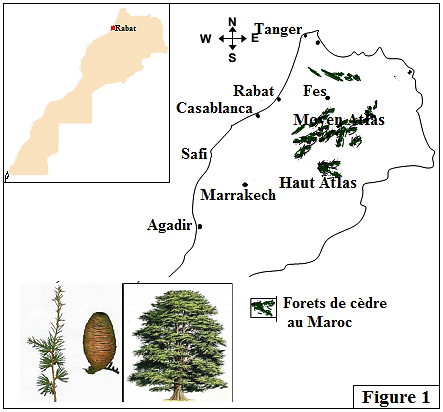 Rabat
N
W E
S
Tanger
Rabat
Fes
Casablanca
Moyen Atlas
Safi
Haut Atlas
Marrakech
Agadir
Forets de cèdre
au Maroc
Figure 1